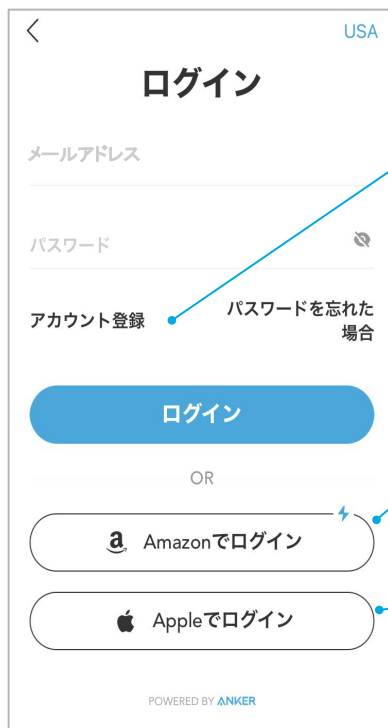 USA
ログイン
メールアドレス
パスワード
アカウント登録
パスワードを忘れた
場合
ログイン
OR
Amazonでログイン
Appleでログイン
POWERED BY ANKER